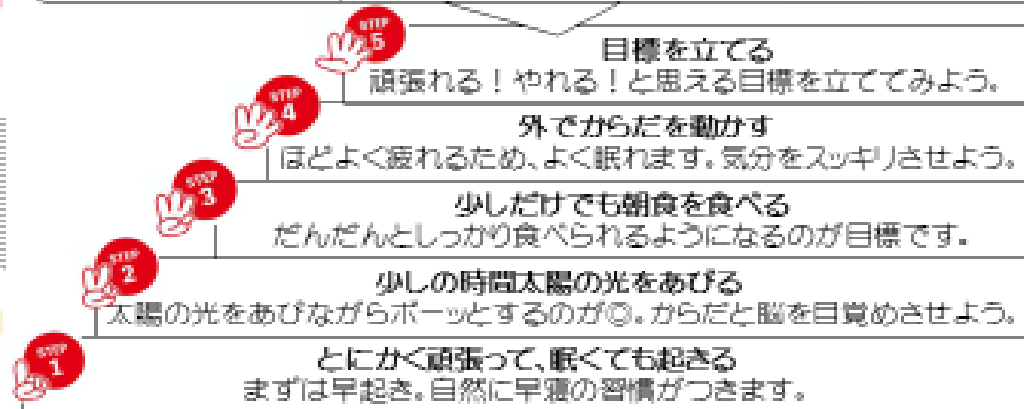 STEP
5
目標を立てる
頑張れる！やれる！と思える目標を立ててみよう。
STEP
4
外でからだを動かす
ほどよく疲れるため、よく眠れます。気分をスッキリさせよう。
STEP
3
少しだけでも朝食を食べる
だんだんとしっかり食べられるようになるのが目標です。
STEP
2
少しの時間太陽の光をあびる
太陽の光をあびながらボーッとするのが◎。からだと脳を目覚めさせよう。
STEP
1
とにかく頑張って、眠くても起きる
まずは早起き。自然に早寝の習慣がつきます。